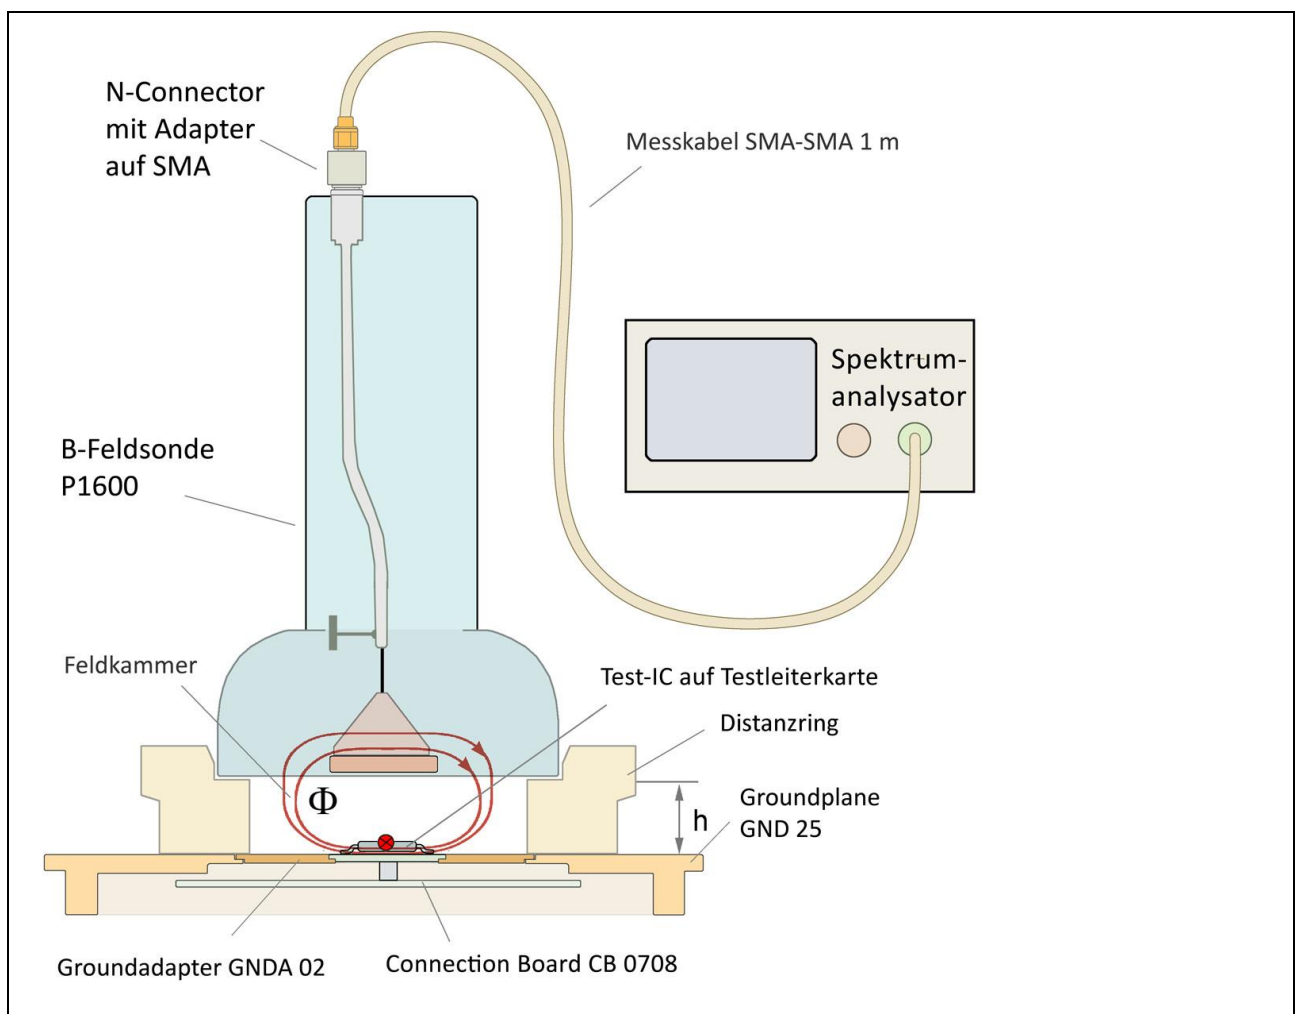 N-Connector
mit Adapter
auf SMA
Messkabel SMA-SMA 1 m
Spektrum-
analysator
B-Feldsonde
P1600
Feldkammer
Test-IC auf Testleiterkarte
Distanzring
Φ
h
Groundplane
GND 25
Groundadapter GNDA 02
Connection Board CB 0708